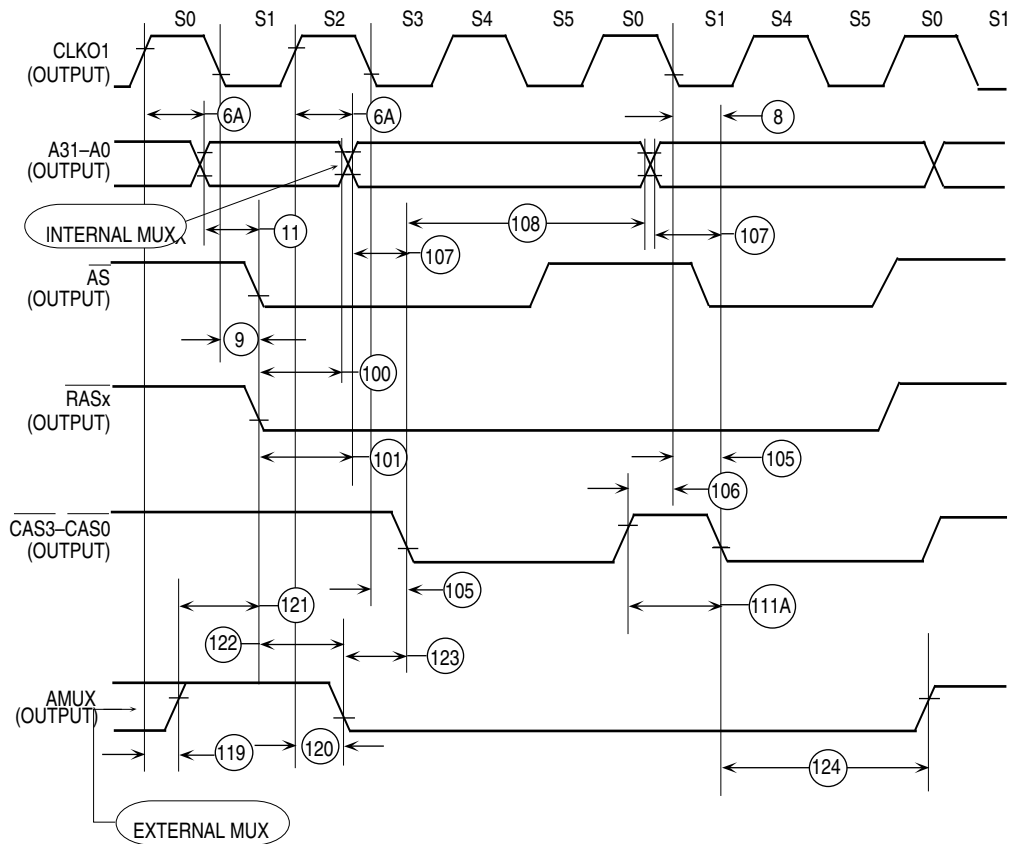 S0 S1 S2 S3 S4 S5 S0 S1 S4 S5 S0 S1
CLKO1
(OUTPUT)
6A 6A 8
A31–A0
(OUTPUT)
INTERNAL MUX
11 108
107 107
AS
(OUTPUT)
9
100
RASx
(OUTPUT)
101 105
106
CAS3–CAS0
(OUTPUT)
105
121 111A
122 123
AMUX
(OUTPUT)
119 120
124
EXTERNAL MUX